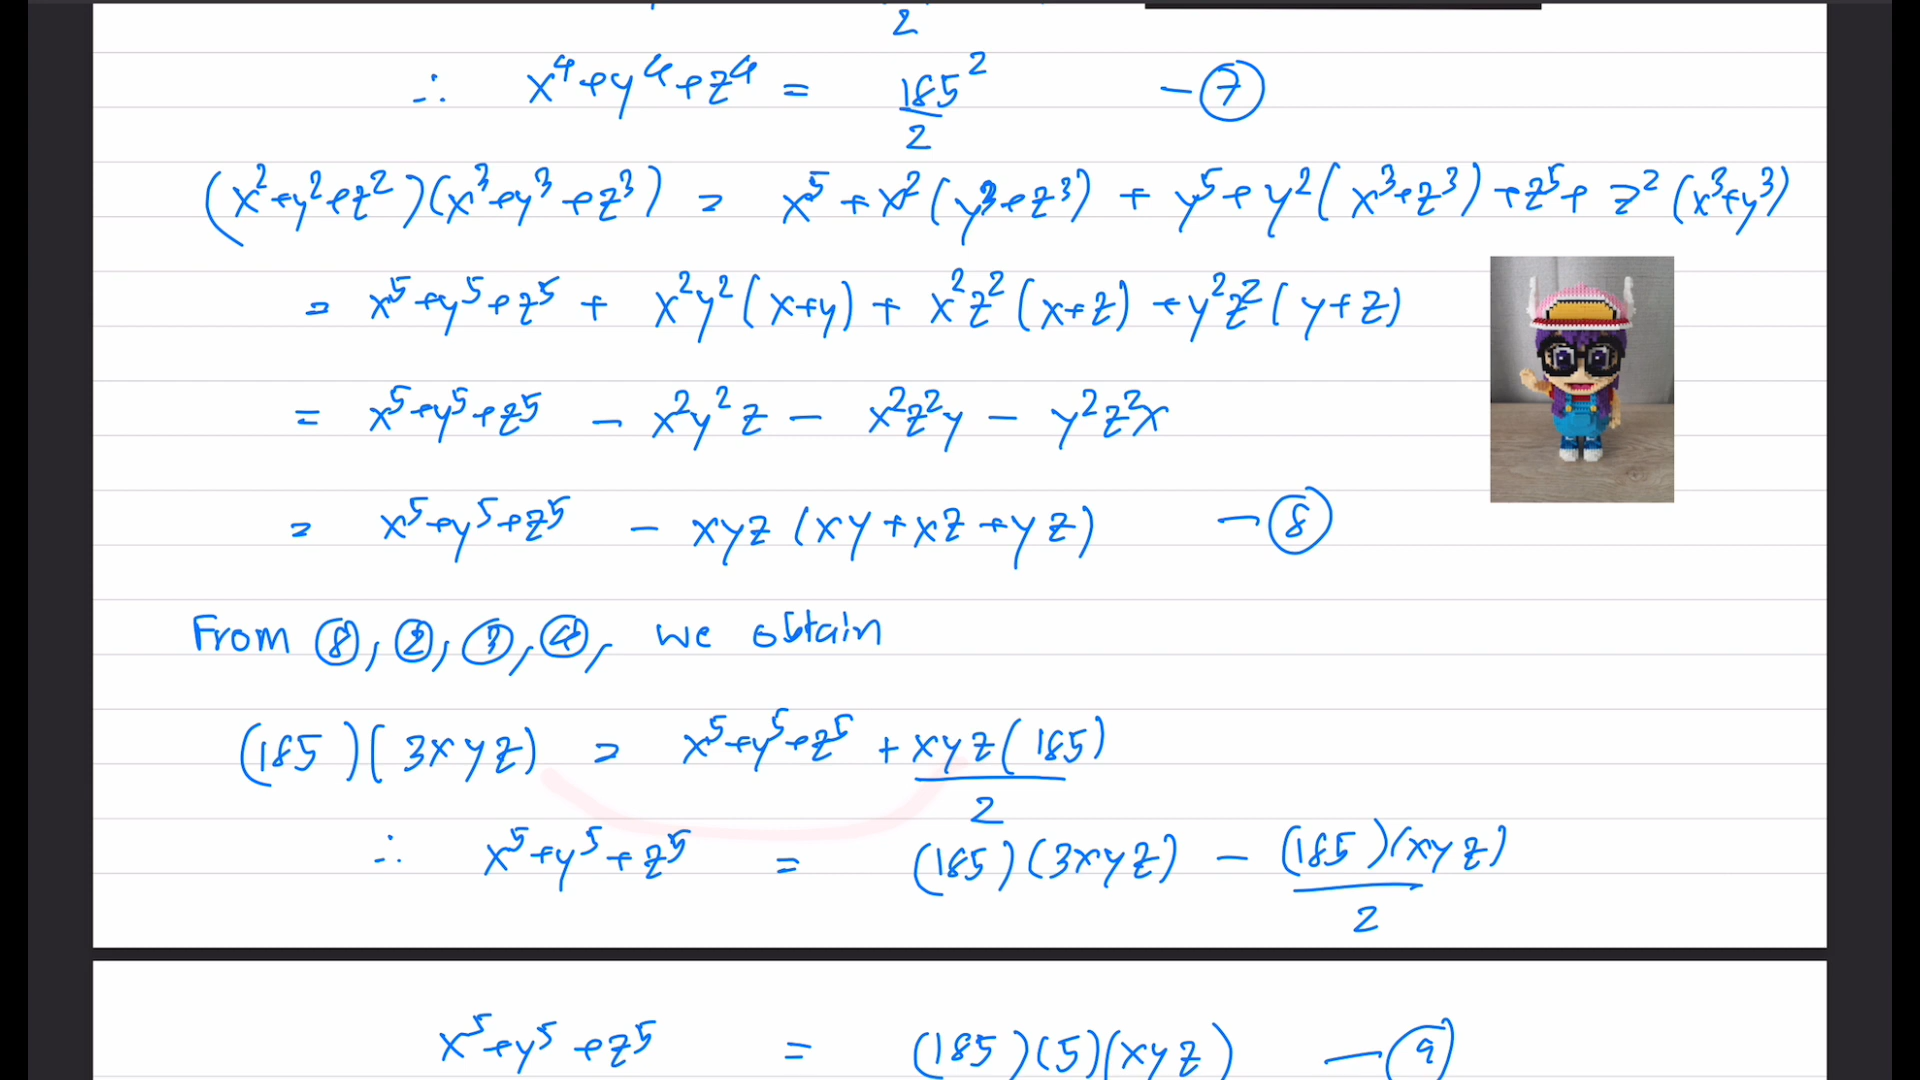 2
∴ x⁴+y⁴+z⁴ = 185²/2 —⑦
(x²+y²+z²)(x³+y³+z³) = x⁵+x²(y³+z³) + y⁵+y²(x³+z³)+z⁵+ z²(x³+y³)
= x⁵+y⁵+z⁵ + x²y²(x+y) + x²z²(x+z) + y²z²(y+z)
= x⁵+y⁵+z⁵ - x²y²z - x²z²y - y²z²x
= x⁵+y⁵+z⁵ - xyz (xy+xz+yz) —⑧
From ⑧, ②, ③, ④, we obtain
(185)(3xyz) = x⁵+y⁵+z⁵ + xyz(185)/2
∴ x⁵+y⁵+z⁵ = (185)(3xyz) - (185)(xyz)/2
x⁵+y⁵+z⁵ = (185)(5)(xyz) —⑨